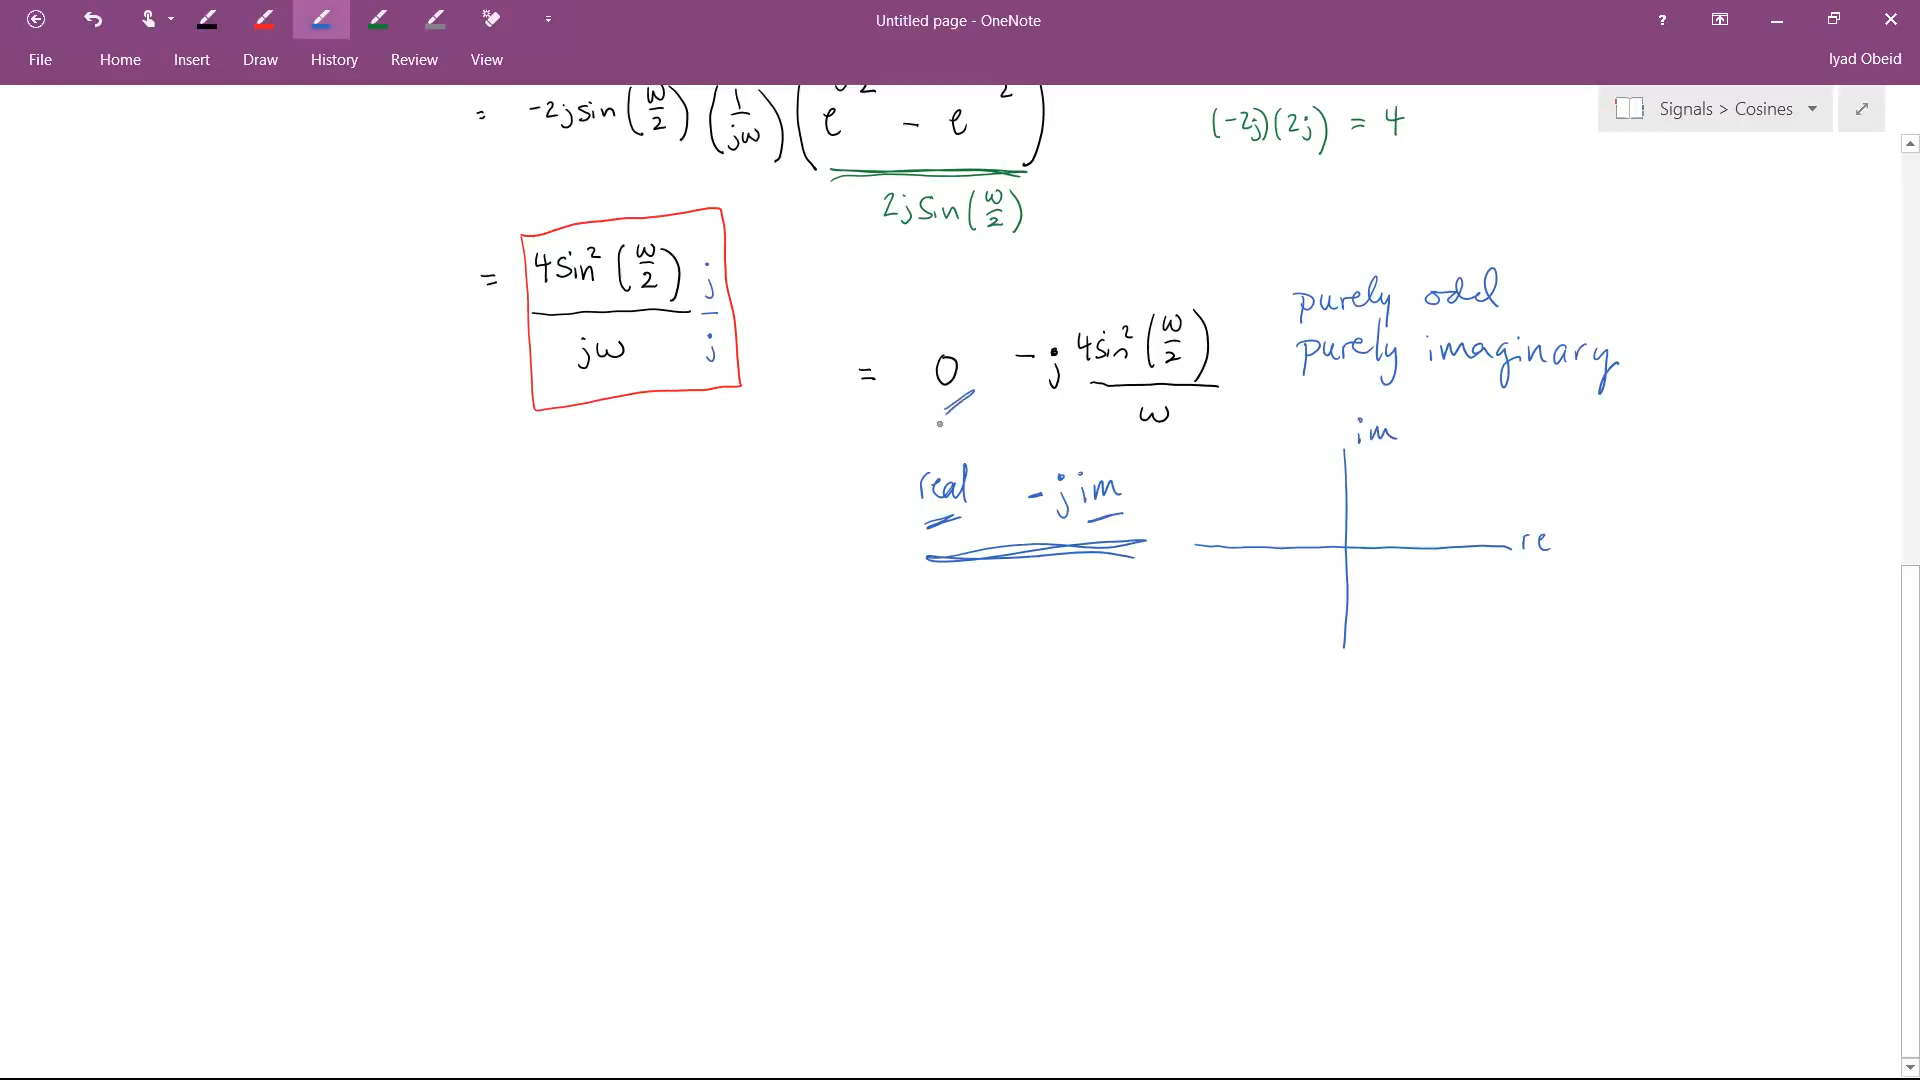 Untitled page - OneNote
File Home Insert Draw History Review View
Iyad Obeid
Signals > Cosines
= -2j sin(ω/2) (1/jω) (e - e)
(-2j)(2j) = 4
2j sin(ω/2)
= 4 sin²(ω/2) / jω j/j
purely odd
purely imaginary
= 0 - j 4 sin²(ω/2) / ω
real - j im
im
re